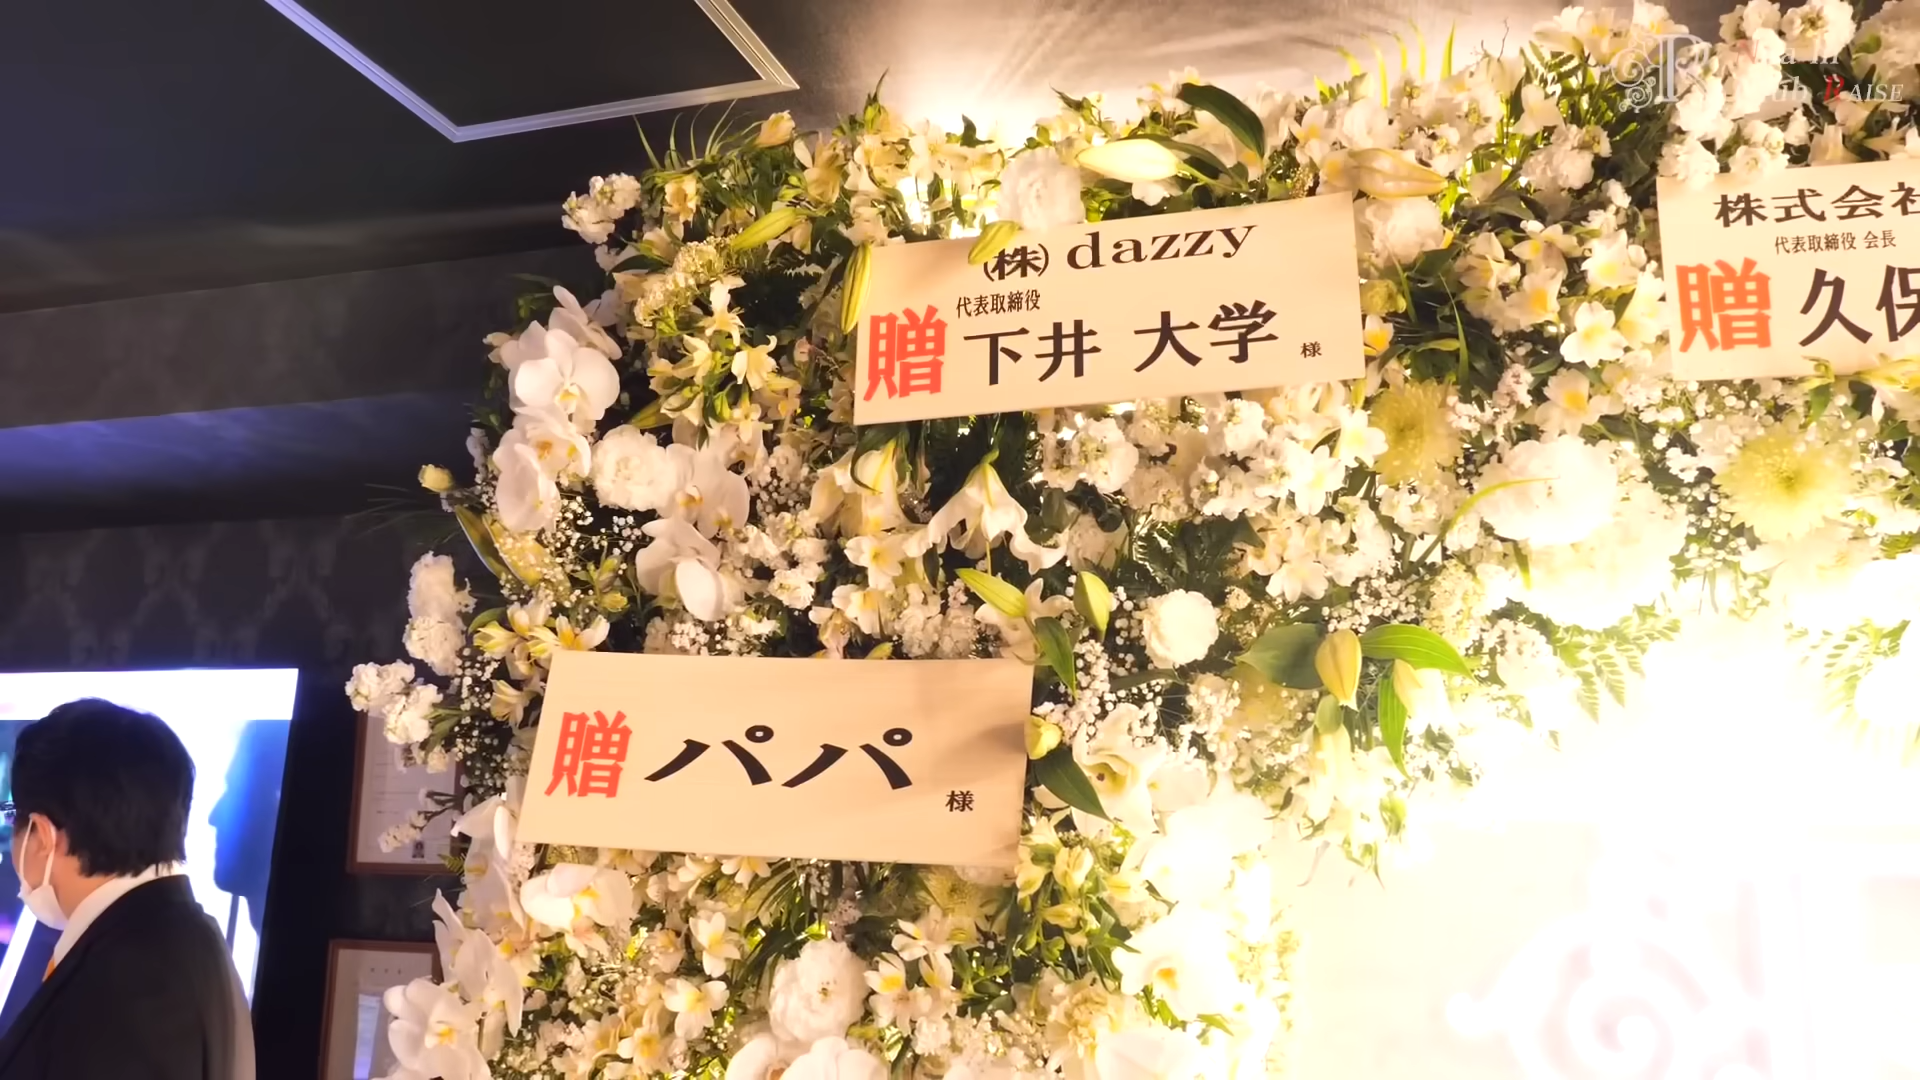 ㈱dazzy
代表取締役
贈 下井 大学 様
株式会社
代表取締役 会長
贈 久保
贈 パパ 様
RAISE